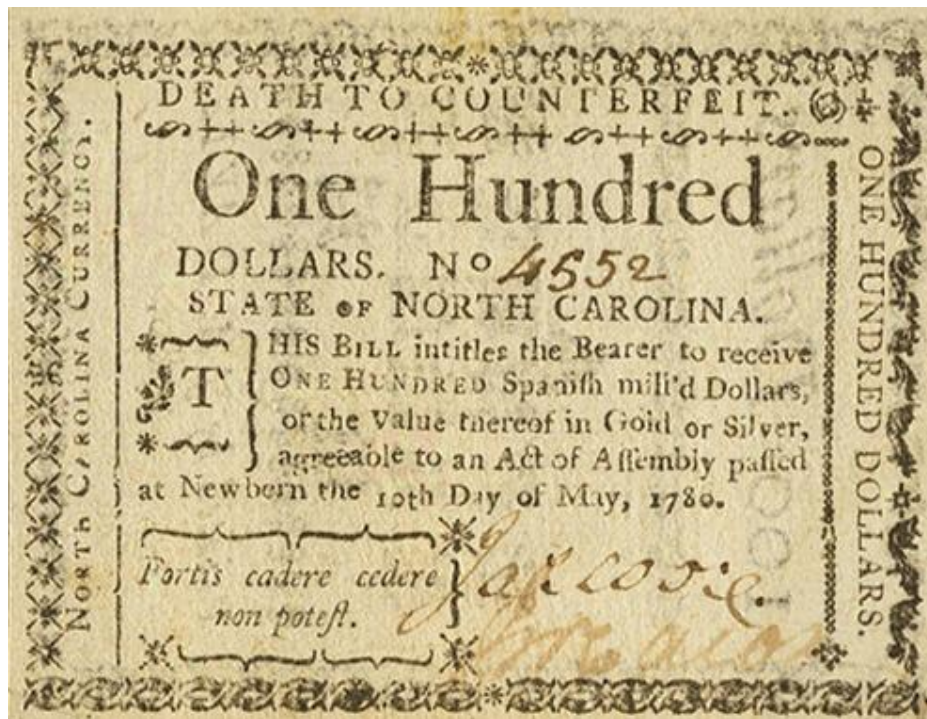 DEATH TO COUNTERFEIT.
One Hundred
DOLLARS. No 4552
STATE OF NORTH CAROLINA.
THIS BILL intitles the Bearer to receive
ONE HUNDRED Spaniſh mill'd Dollars,
or the Value thereof in Gold or Silver,
agreeable to an Act of Aſſembly paſſed
at Newbern the 10th Day of May, 1780.
Fortis cadere cedere
non poteſt.
NORTH CAROLINA CURRENCY.
ONE HUNDRED DOLLARS.